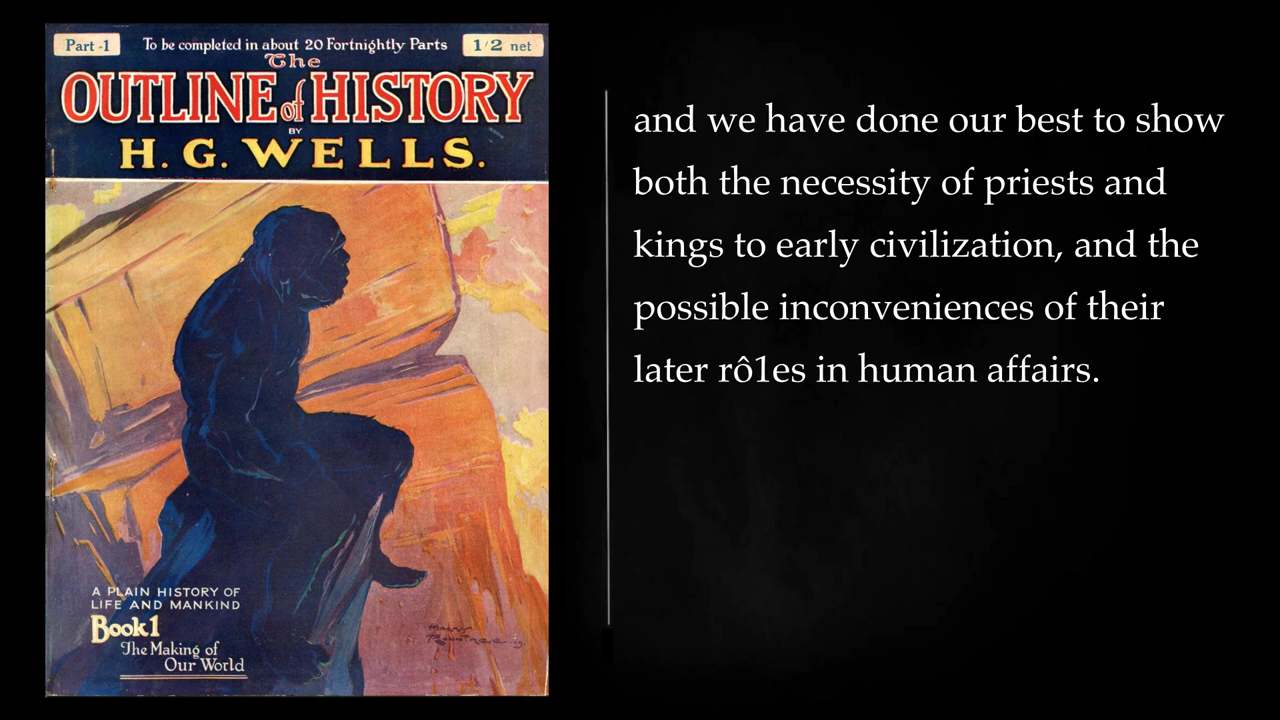 Part -1
To be completed in about 20 Fortnightly Parts
1/2 net
The
OUTLINE of HISTORY
BY
H. G. WELLS.
A PLAIN HISTORY OF
LIFE AND MANKIND
Book 1
The Making of
Our World
and we have done our best to show
both the necessity of priests and
kings to early civilization, and the
possible inconveniences of their
later rô1es in human affairs.